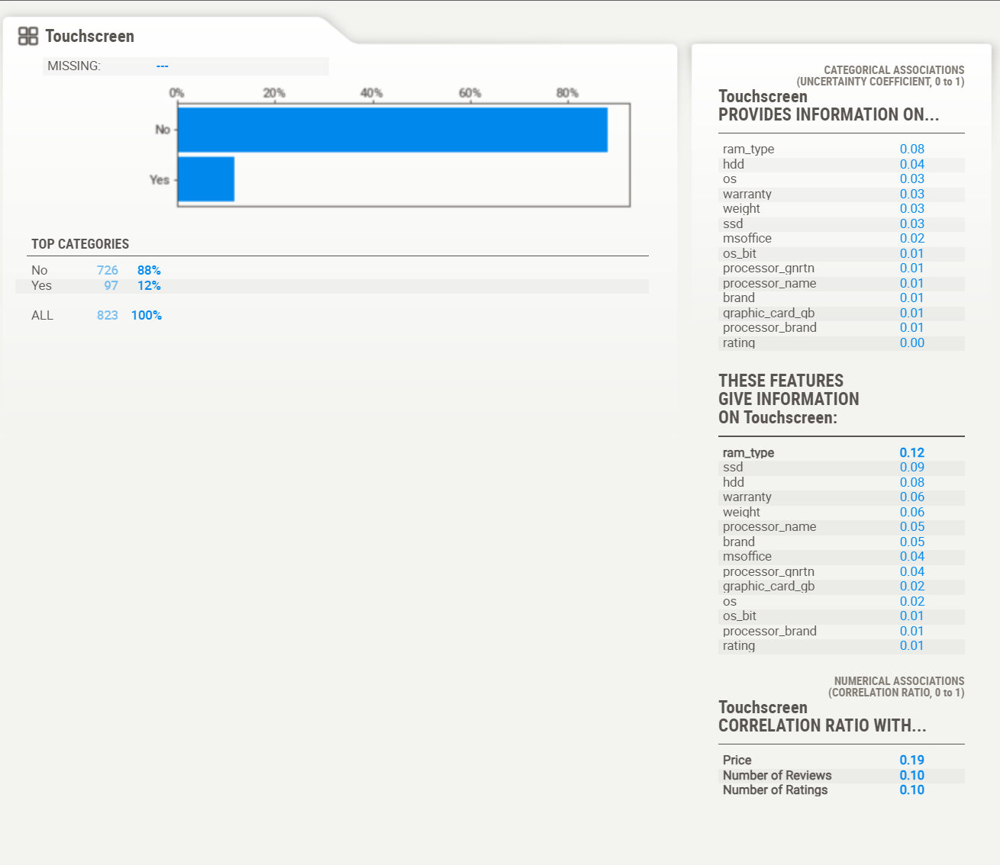 Touchscreen
MISSING: ---
0% 20% 40% 60% 80%
No
Yes
TOP CATEGORIES
No 726 88%
Yes 97 12%
ALL 823 100%
CATEGORICAL ASSOCIATIONS
(UNCERTAINTY COEFFICIENT, 0 to 1)
Touchscreen
PROVIDES INFORMATION ON...
ram_type 0.08
hdd 0.04
os 0.03
warranty 0.03
weight 0.03
ssd 0.03
msoffice 0.02
os_bit 0.01
processor_gnrtn 0.01
processor_name 0.01
brand 0.01
graphic_card_gb 0.01
processor_brand 0.01
rating 0.00
THESE FEATURES
GIVE INFORMATION
ON Touchscreen:
ram_type 0.12
ssd 0.09
hdd 0.08
warranty 0.06
weight 0.06
processor_name 0.05
brand 0.05
msoffice 0.04
processor_gnrtn 0.04
graphic_card_gb 0.02
os 0.02
os_bit 0.01
processor_brand 0.01
rating 0.01
NUMERICAL ASSOCIATIONS
(CORRELATION RATIO, 0 to 1)
Touchscreen
CORRELATION RATIO WITH...
Price 0.19
Number of Reviews 0.10
Number of Ratings 0.10